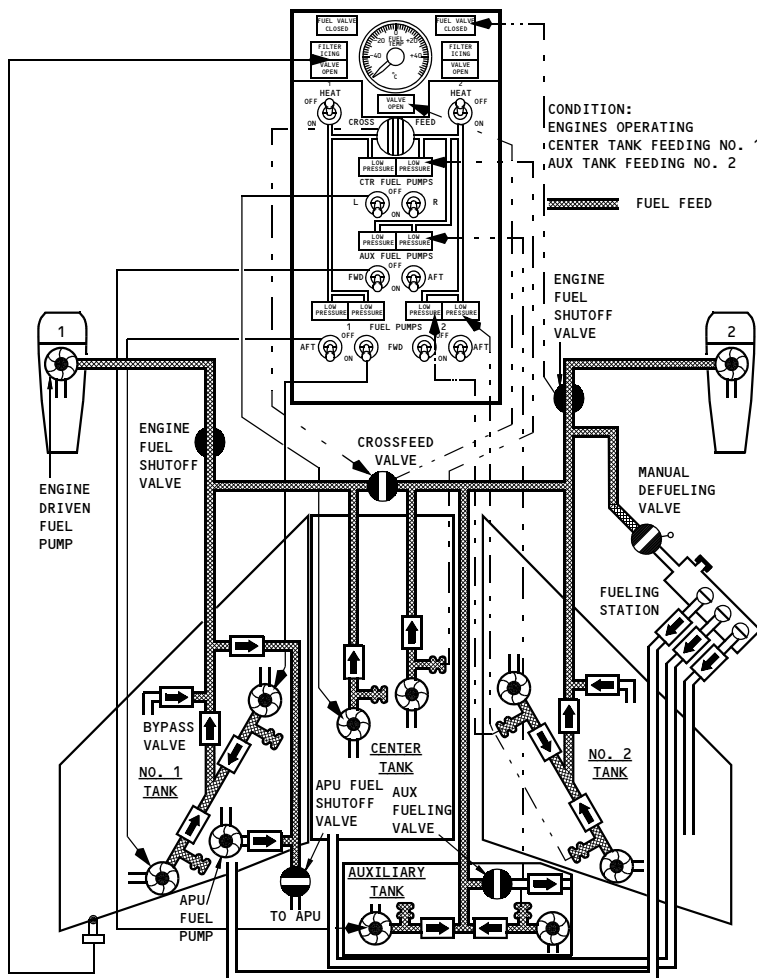 FUEL VALVE
CLOSED
FUEL VALVE
CLOSED
-40
-20
0
+20
+40
FUEL
TEMP
°C
FILTER
ICING
VALVE
OPEN
FILTER
ICING
VALVE
OPEN
1
HEAT
OFF
ON
VALVE
OPEN
2
HEAT
OFF
ON
CROSS
FEED
LOW
PRESSURE
LOW
PRESSURE
CTR FUEL PUMPS
L
OFF
ON
R
LOW
PRESSURE
LOW
PRESSURE
AUX FUEL PUMPS
FWD
OFF
ON
AFT
LOW
PRESSURE
LOW
PRESSURE
LOW
PRESSURE
LOW
PRESSURE
1
FUEL PUMPS
2
AFT
OFF
ON
FWD
OFF
ON
AFT
CONDITION:
ENGINES OPERATING
CENTER TANK FEEDING NO. 1
AUX TANK FEEDING NO. 2
FUEL FEED
ENGINE
FUEL
SHUTOFF
VALVE
1
2
ENGINE
FUEL
SHUTOFF
VALVE
CROSSFEED
VALVE
ENGINE
DRIVEN
FUEL
PUMP
MANUAL
DEFUELING
VALVE
FUELING
STATION
BYPASS
VALVE
NO. 1
TANK
CENTER
TANK
NO. 2
TANK
APU FUEL
SHUTOFF
VALVE
AUX
FUELING
VALVE
AUXILIARY
TANK
APU
FUEL
PUMP
TO APU